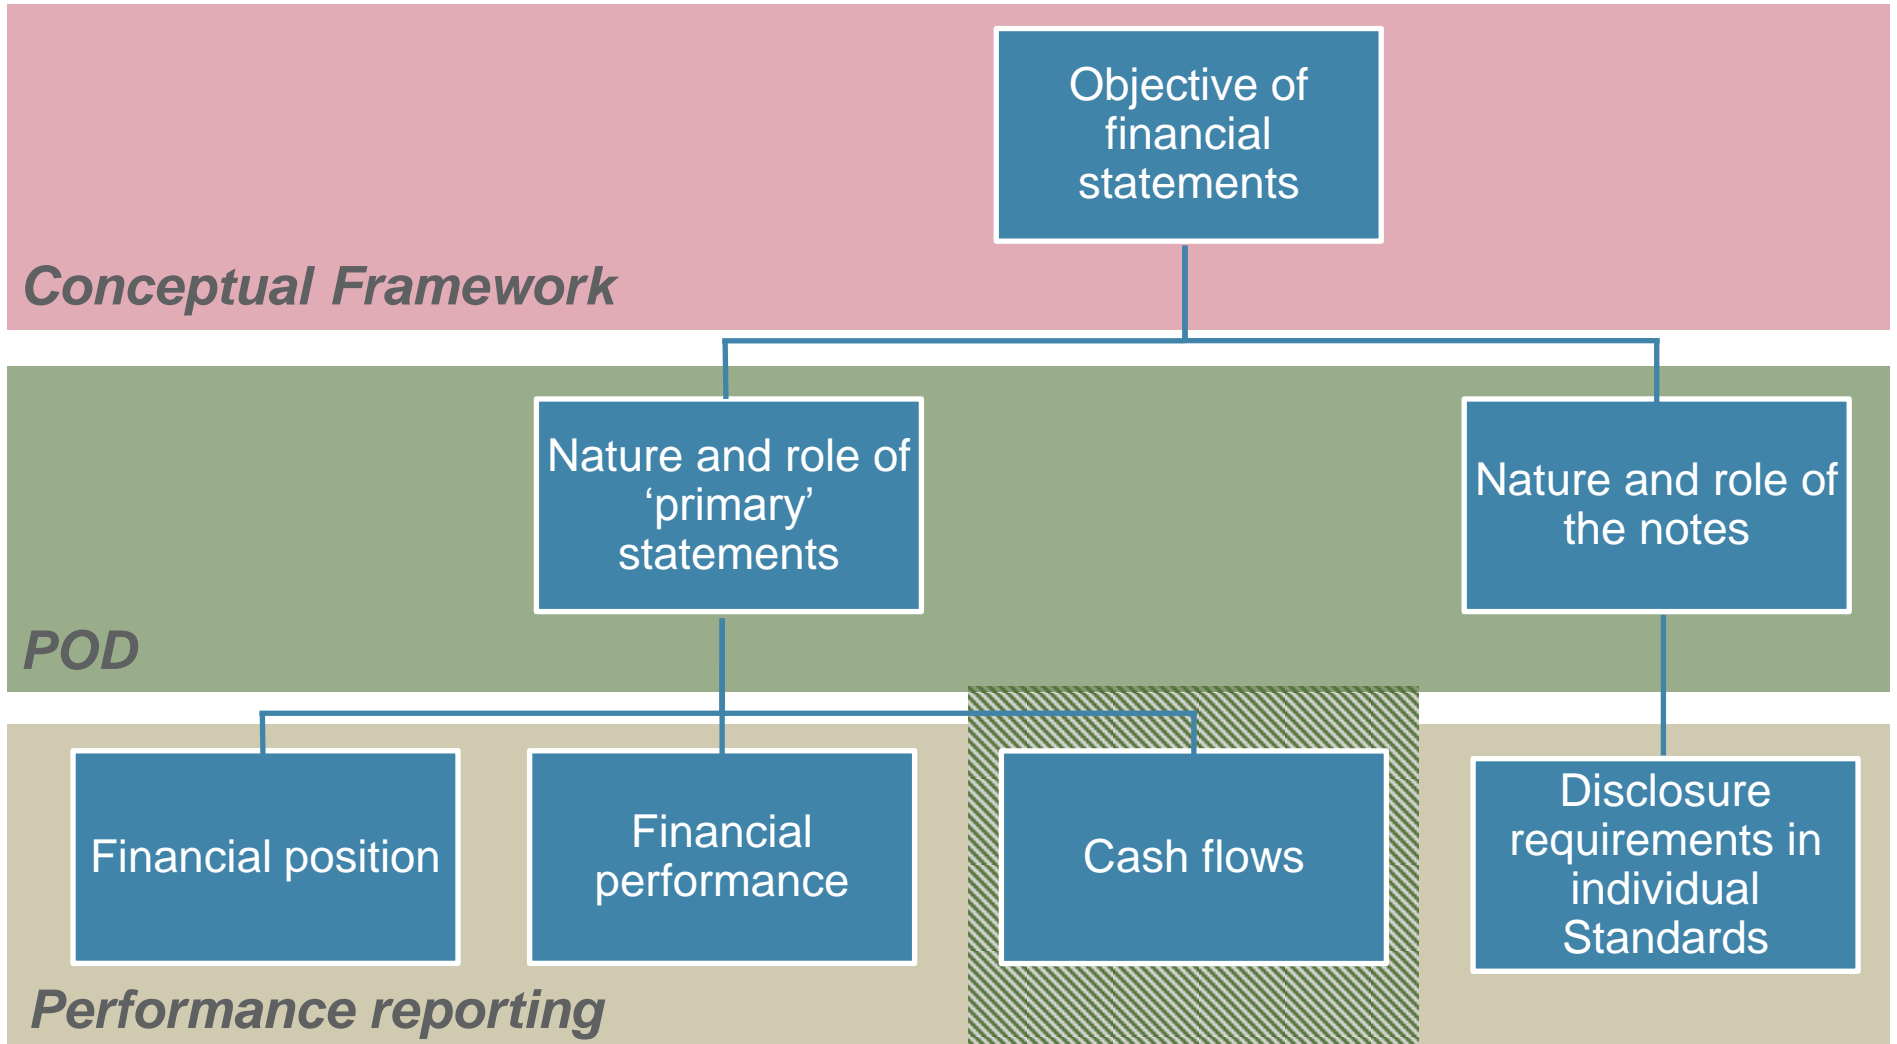 Objective of
financial
statements
Conceptual Framework
Nature and role of
‘primary’
statements
Nature and role of
the notes
POD
Financial position
Financial
performance
Cash flows
Disclosure
requirements in
individual
Standards
Performance reporting